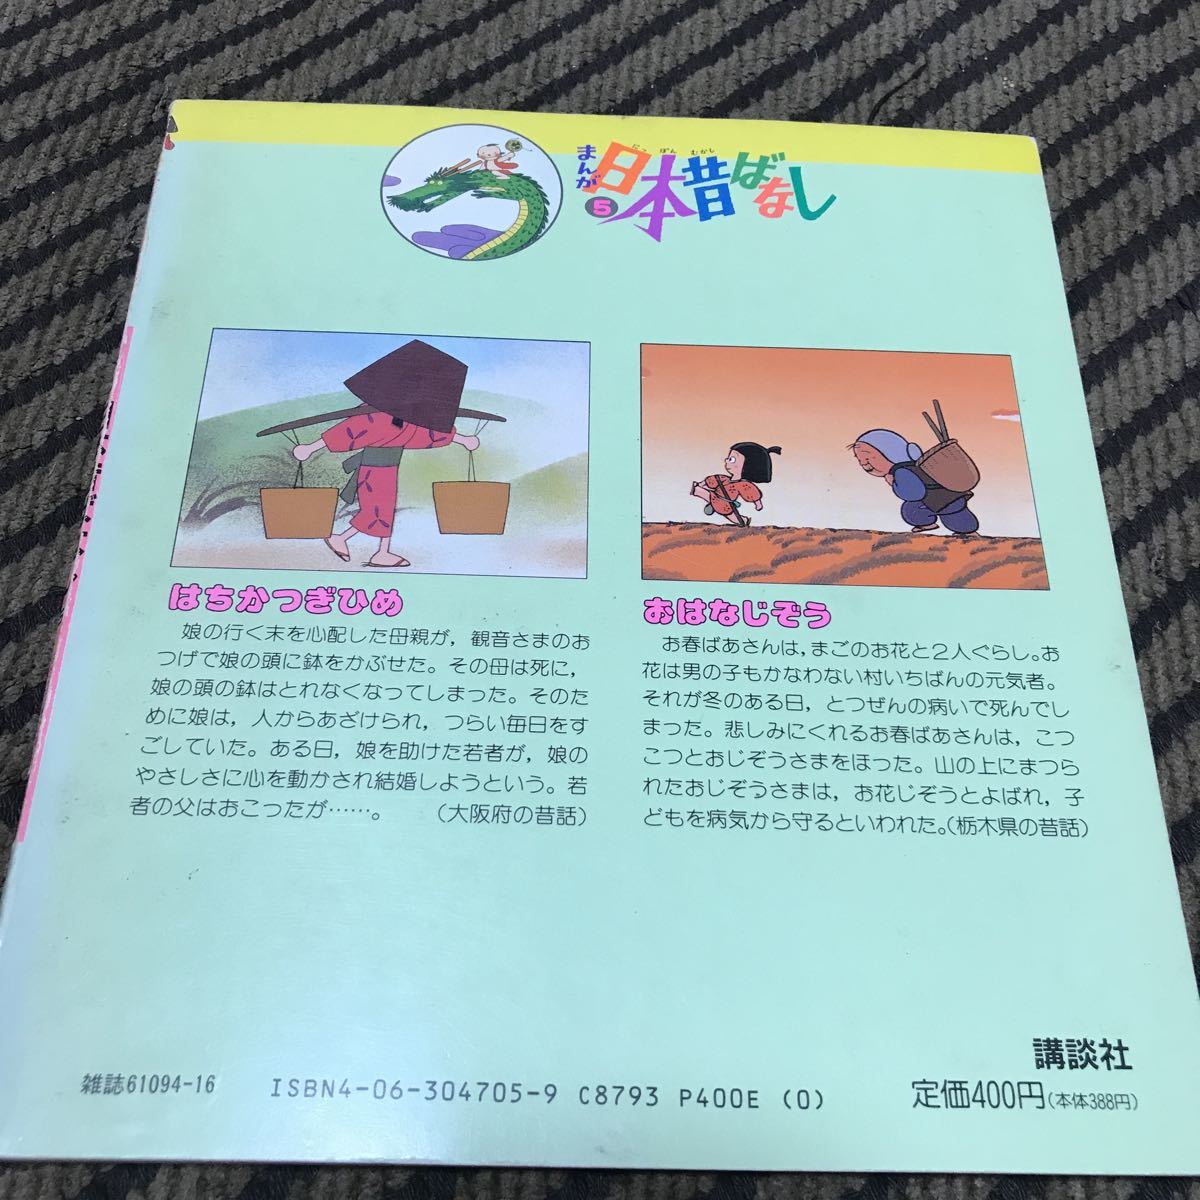 にっぽんむかし
まんが日本昔ばなし
5
はちかつぎひめ
娘の行く末を心配した母親が，観音さまのお
つげで娘の頭に鉢をかぶせた。その母は死に，
娘の頭の鉢はとれなくなってしまった。そのた
めに娘は，人からあざけられ，つらい毎日をす
ごしていた。ある日，娘を助けた若者が，娘の
やさしさに心を動かされ結婚しようという。若
者の父はおこったが……。　（大阪府の昔話）
おはなじぞう
お春ばあさんは，まごのお花と2人ぐらし。お
花は男の子もかなわない村いちばんの元気者。
それが冬のある日，とつぜんの病いで死んでし
まった。悲しみにくれるお春ばあさんは，こつ
こつとおじぞうさまをほった。山の上にまつら
れたおじぞうさまは，お花じぞうとよばれ，子
どもを病気から守るといわれた。（栃木県の昔話）
講談社
雑誌61094-16
ISBN4-06-304705-9 C8793 P400E (0)
定価400円（本体388円）